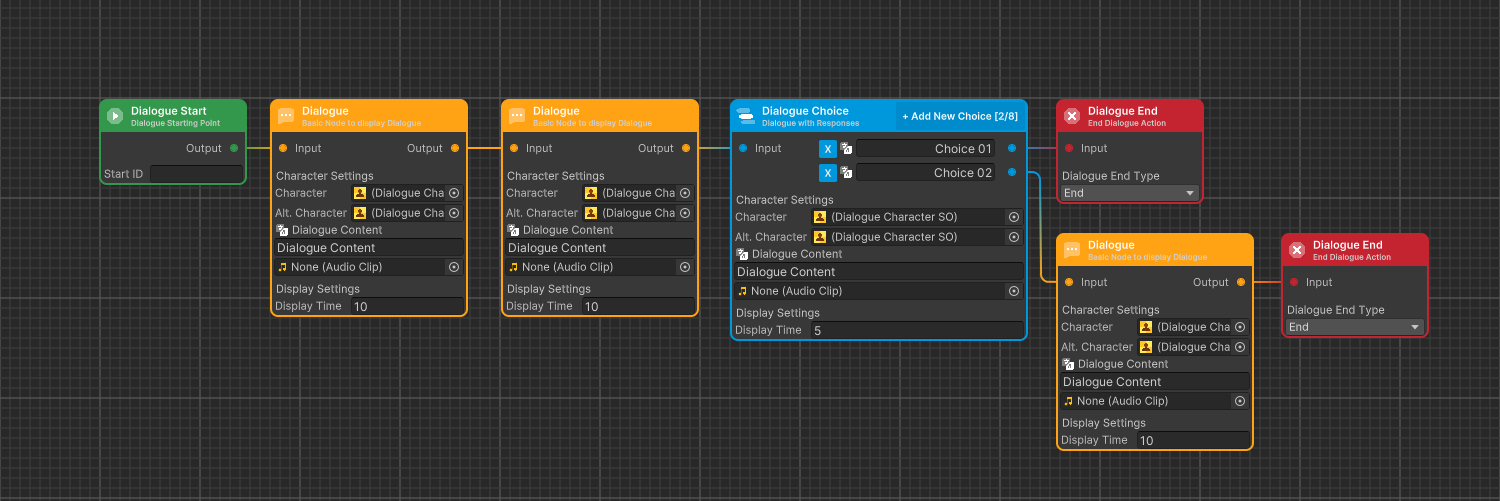 Dialogue Start
Dialogue Starting Point
Output
Start ID
Dialogue
Basic Node to display Dialogue
Input Output
Character Settings
Character (Dialogue Cha
Alt. Character (Dialogue Cha
Dialogue Content
Dialogue Content
None (Audio Clip)
Display Settings
Display Time 10
Dialogue
Basic Node to display Dialogue
Input Output
Character Settings
Character (Dialogue Cha
Alt. Character (Dialogue Cha
Dialogue Content
Dialogue Content
None (Audio Clip)
Display Settings
Display Time 10
Dialogue Choice
Dialogue with Responses
+ Add New Choice [2/8]
Input X Choice 01
X Choice 02
Character Settings
Character (Dialogue Character SO)
Alt. Character (Dialogue Character SO)
Dialogue Content
Dialogue Content
None (Audio Clip)
Display Settings
Display Time 5
Dialogue End
End Dialogue Action
Input
Dialogue End Type
End
Dialogue
Basic Node to display Dialogue
Input Output
Character Settings
Character (Dialogue Cha
Alt. Character (Dialogue Cha
Dialogue Content
Dialogue Content
None (Audio Clip)
Display Settings
Display Time 10
Dialogue End
End Dialogue Action
Input
Dialogue End Type
End